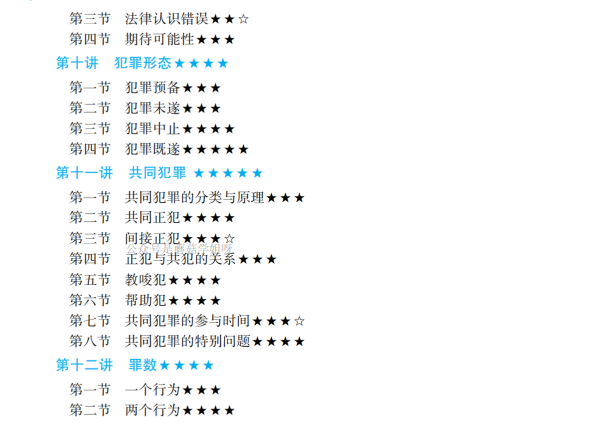 第三节 法律认识错误★★☆
第四节 期待可能性★★★
第十讲 犯罪形态★★★★
第一节 犯罪预备★★★
第二节 犯罪未遂★★★
第三节 犯罪中止★★★★
第四节 犯罪既遂★★★★★
第十一讲 共同犯罪 ★★★★★
第一节 共同犯罪的分类与原理★★★
第二节 共同正犯★★★★
第三节 间接正犯★★★☆
公众号是蘑菇学姐呀
第四节 正犯与共犯的关系★★★
第五节 教唆犯★★★★
第六节 帮助犯★★★★
第七节 共同犯罪的参与时间★★★☆
第八节 共同犯罪的特别问题★★★★
第十二讲 罪数★★★★
第一节 一个行为★★★
第二节 两个行为★★★★